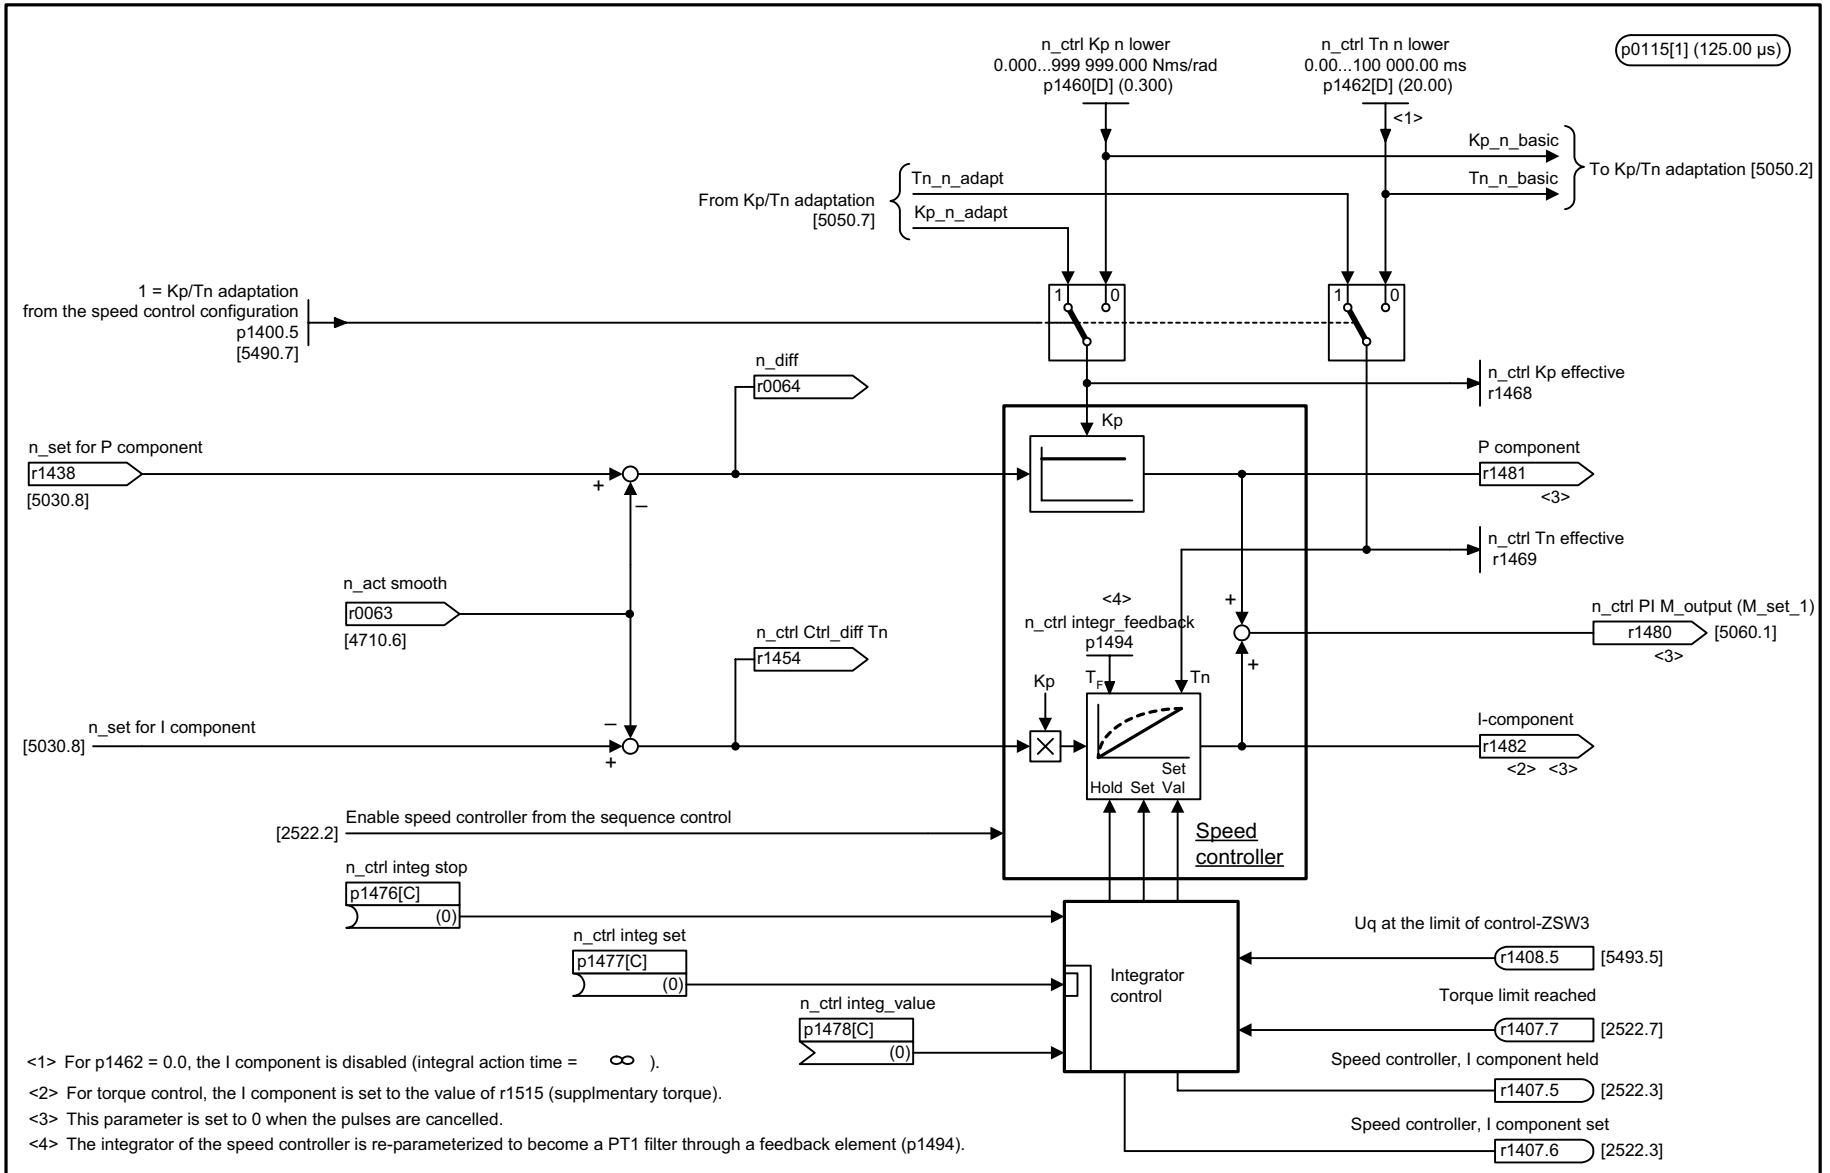 n_ctrl Kp n lower
0.000...999 999.000 Nms/rad
p1460[D] (0.300)
n_ctrl Tn n lower
0.00...100 000.00 ms
p1462[D] (20.00)
<1>
p0115[1] (125.00 µs)
Kp_n_basic
Tn_n_basic
To Kp/Tn adaptation [5050.2]
From Kp/Tn adaptation
[5050.7]
Tn_n_adapt
Kp_n_adapt
1 = Kp/Tn adaptation
from the speed control configuration
p1400.5
[5490.7]
1 0
1 0
n_diff
r0064
n_ctrl Kp effective
r1468
Kp
n_set for P component
r1438
[5030.8]
+
–
P component
r1481
<3>
n_ctrl Tn effective
r1469
n_act smooth
r0063
[4710.6]
<4>
n_ctrl integr_feedback
p1494
+
+
n_ctrl PI M_output (M_set_1)
r1480 [5060.1]
<3>
n_ctrl Ctrl_diff Tn
r1454
Kp
TF
Tn
n_set for I component
[5030.8]
–
+
I-component
r1482
<2> <3>
Set
Hold Set Val
Enable speed controller from the sequence control
[2522.2]
Speed
controller
n_ctrl integ stop
p1476[C]
(0)
n_ctrl integ set
p1477[C]
(0)
n_ctrl integ_value
p1478[C]
(0)
Integrator
control
Uq at the limit of control-ZSW3
r1408.5 [5493.5]
Torque limit reached
r1407.7 [2522.7]
Speed controller, I component held
r1407.5 [2522.3]
Speed controller, I component set
r1407.6 [2522.3]
<1> For p1462 = 0.0, the I component is disabled (integral action time = ∞ ).
<2> For torque control, the I component is set to the value of r1515 (supplmentary torque).
<3> This parameter is set to 0 when the pulses are cancelled.
<4> The integrator of the speed controller is re-parameterized to become a PT1 filter through a feedback element (p1494).